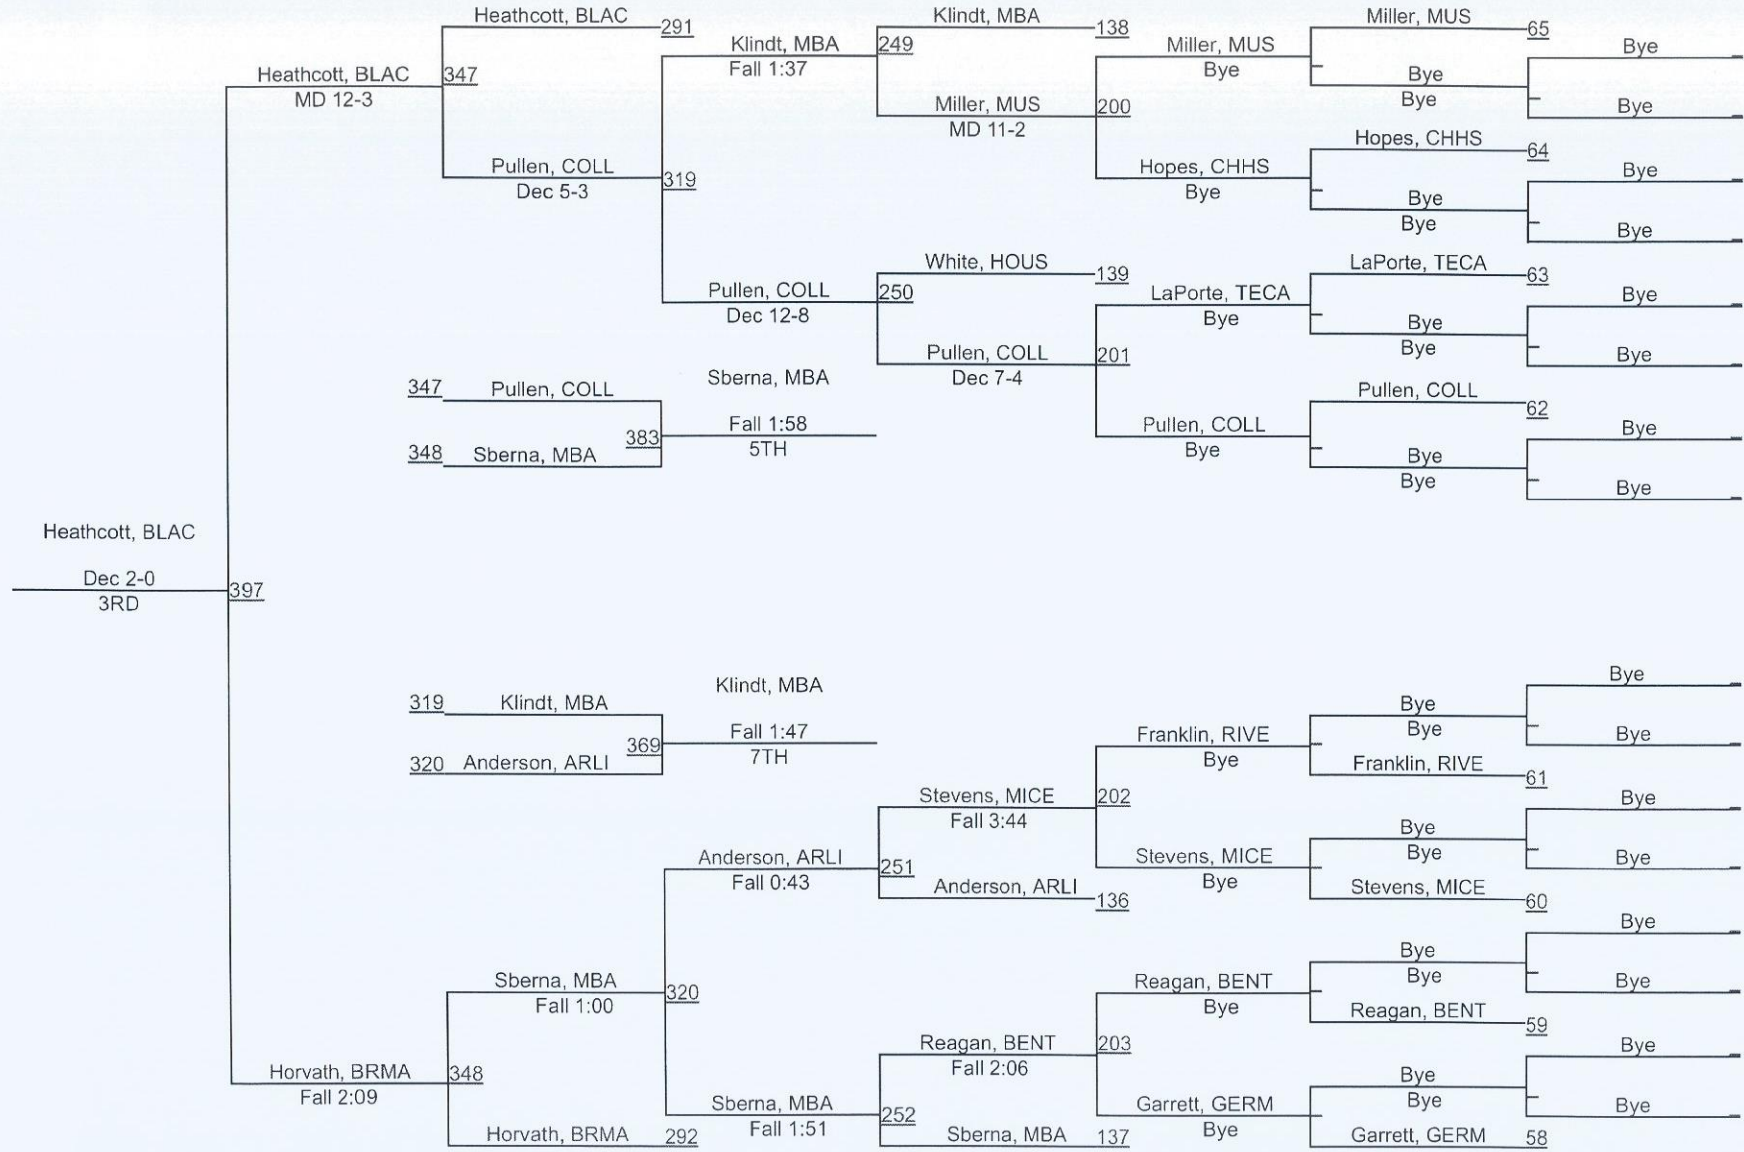 Heathcott, BLAC
291
Klindt, MBA
138
Miller, MUS
65
Klindt, MBA
249
Fall 1:37
Miller, MUS
Bye
Bye
Heathcott, BLAC
347
MD 12-3
Miller, MUS
200
MD 11-2
Bye
Bye
Bye
Hopes, CHHS
64
Pullen, COLL
319
Dec 5-3
Hopes, CHHS
Bye
Bye
Bye
Bye
Bye
White, HOUS
139
LaPorte, TECA
63
Pullen, COLL
250
Dec 12-8
LaPorte, TECA
Bye
Bye
Bye
Bye
Bye
Pullen, COLL
201
Dec 7-4
Sberna, MBA
347
Pullen, COLL
Pullen, COLL
62
383
Fall 1:58
5TH
Pullen, COLL
Bye
Bye
348
Sberna, MBA
Bye
Bye
Bye
Heathcott, BLAC
Dec 2-0
397
3RD
Klindt, MBA
Bye
319
Klindt, MBA
Bye
Bye
369
Fall 1:47
7TH
Franklin, RIVE
Bye
Bye
320
Anderson, ARLI
Franklin, RIVE
61
Stevens, MICE
202
Fall 3:44
Bye
Bye
Bye
Anderson, ARLI
251
Fall 0:43
Stevens, MICE
Bye
Bye
Anderson, ARLI
136
Stevens, MICE
60
Bye
Bye
Bye
Sberna, MBA
320
Fall 1:00
Reagan, BENT
Bye
Bye
Reagan, BENT
59
Reagan, BENT
203
Fall 2:06
Bye
Horvath, BRMA
348
Fall 2:09
Bye
Bye
Sberna, MBA
252
Fall 1:51
Garrett, GERM
Bye
Bye
Horvath, BRMA
292
Sberna, MBA
137
Garrett, GERM
58